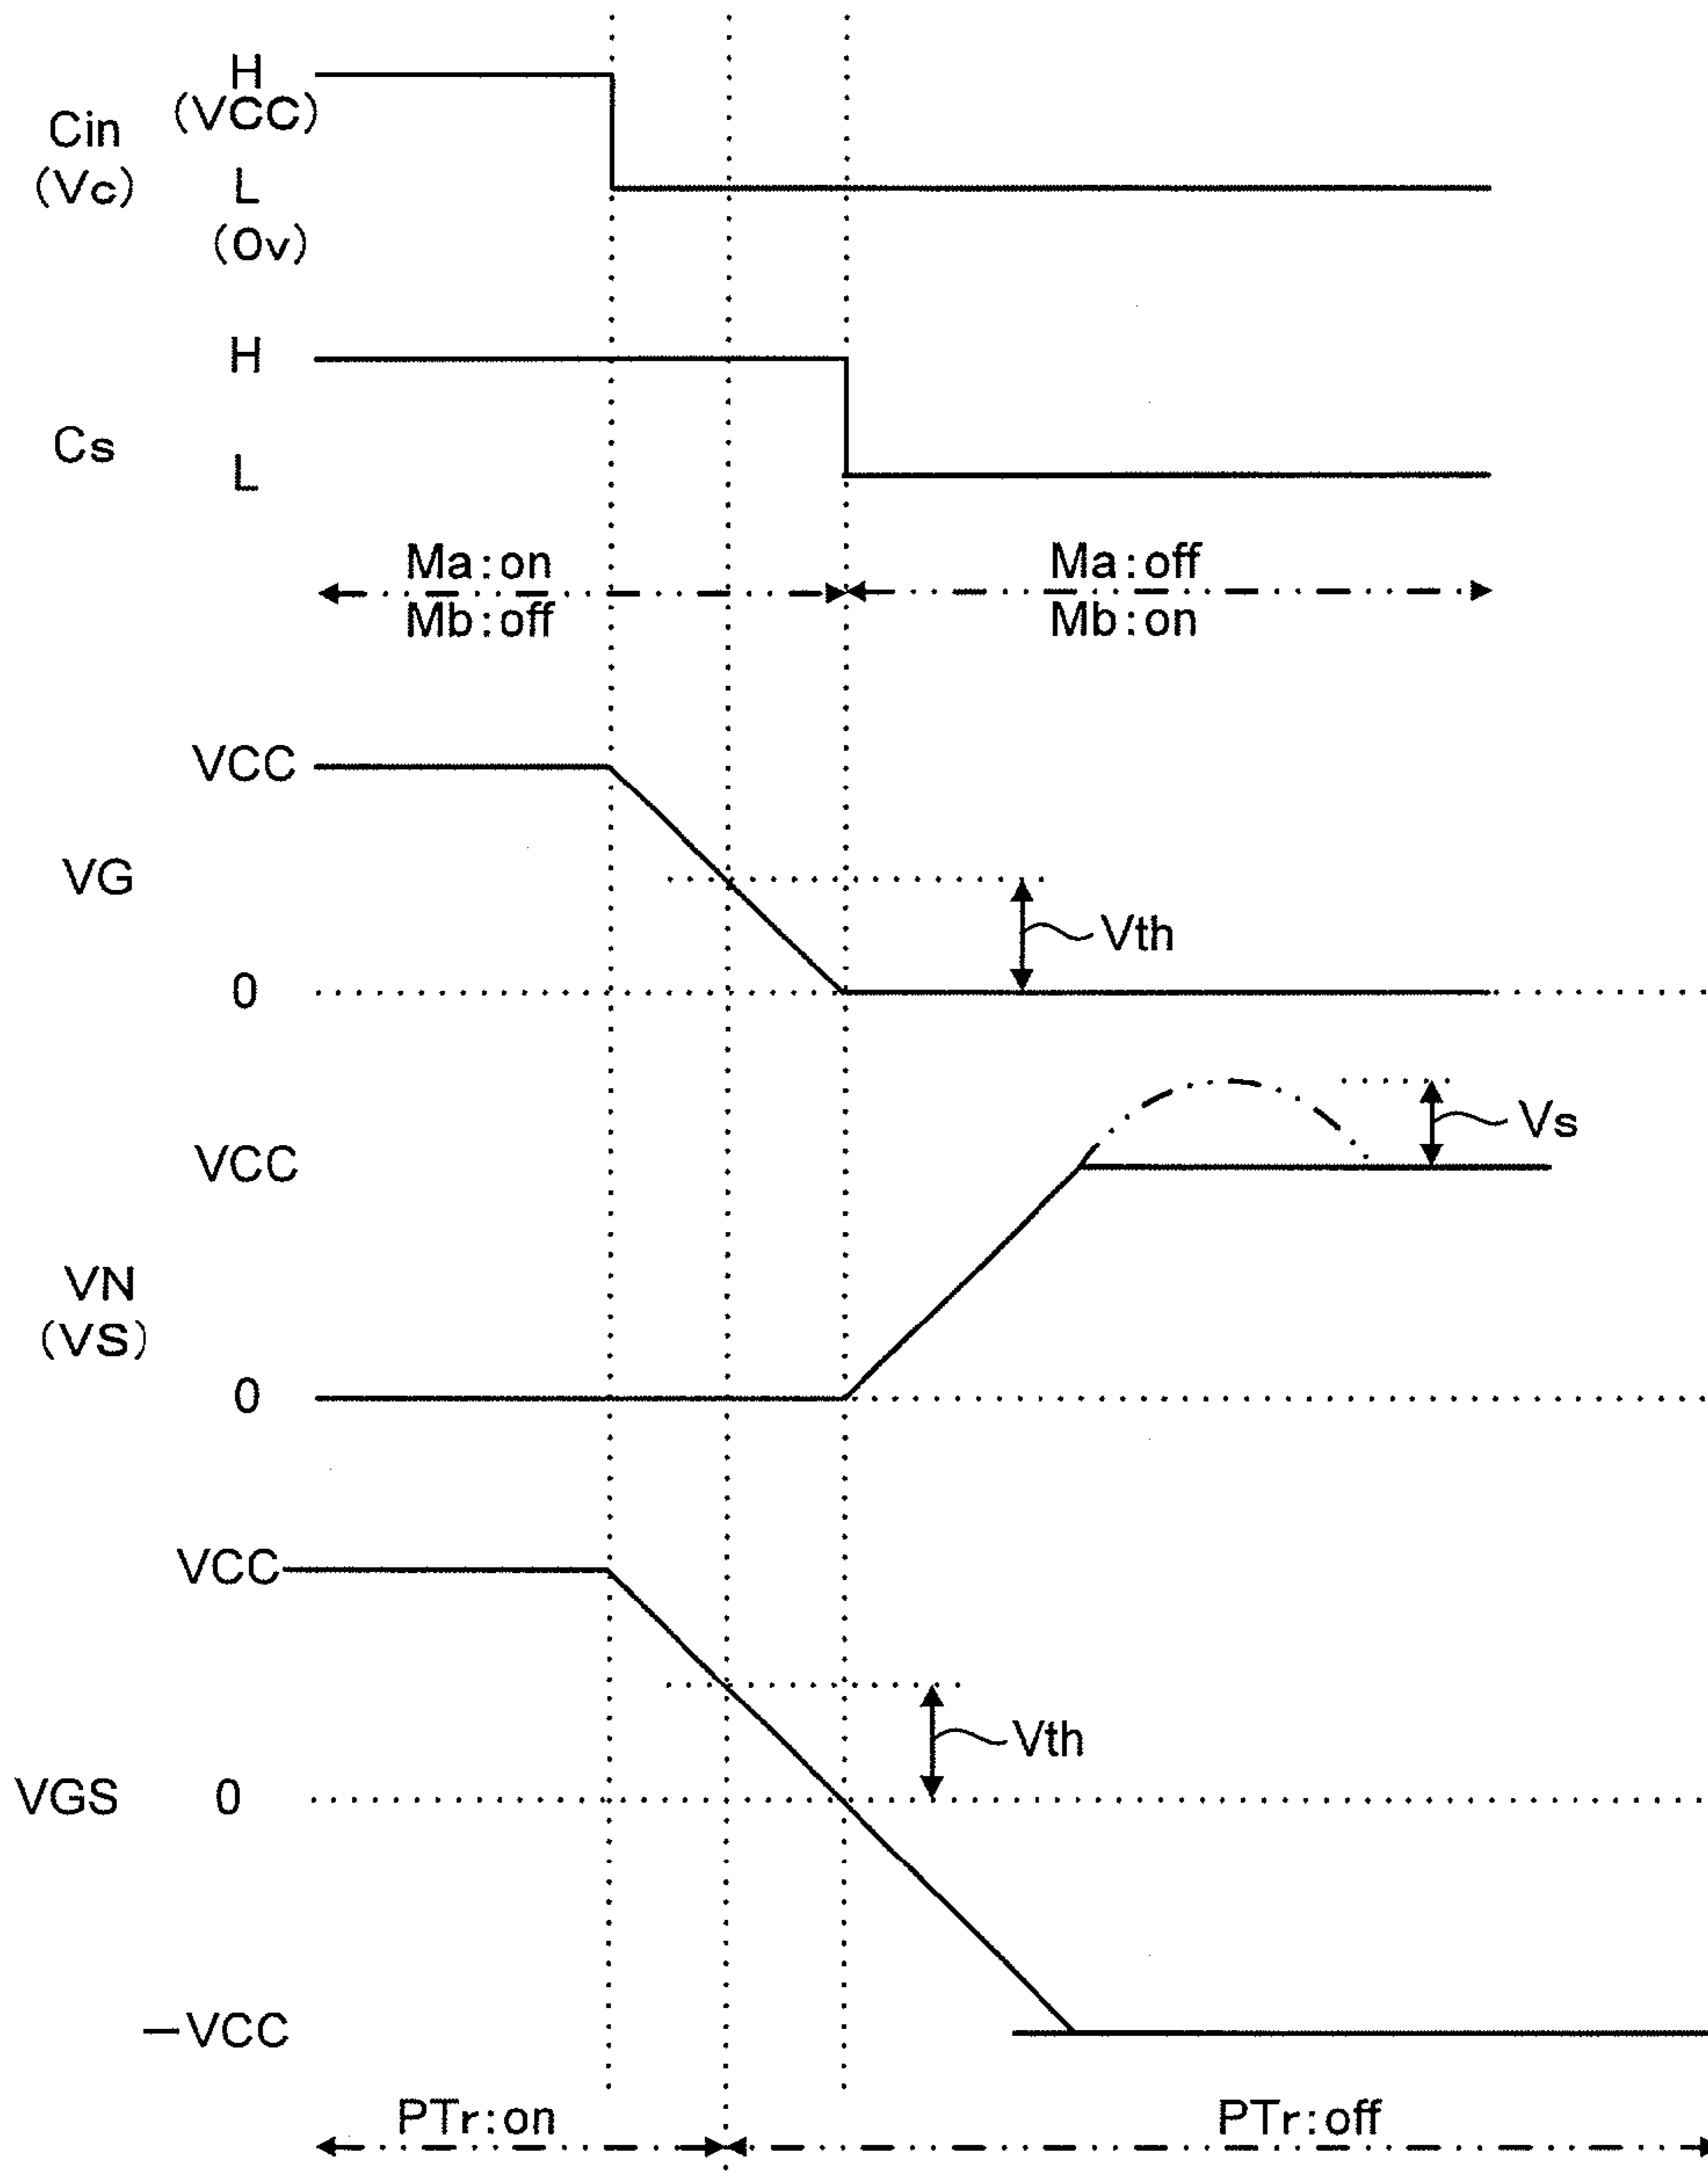 H
(VCC)
Cin
(Vc)
L
(Ov)
H
Cs
L
Ma:on
Mb:off
Ma:off
Mb:on
VCC
VG
Vth
0
Vs
VCC
VN
(VS)
0
VCC
Vth
VGS
0
−VCC
PTr:on
PTr:off